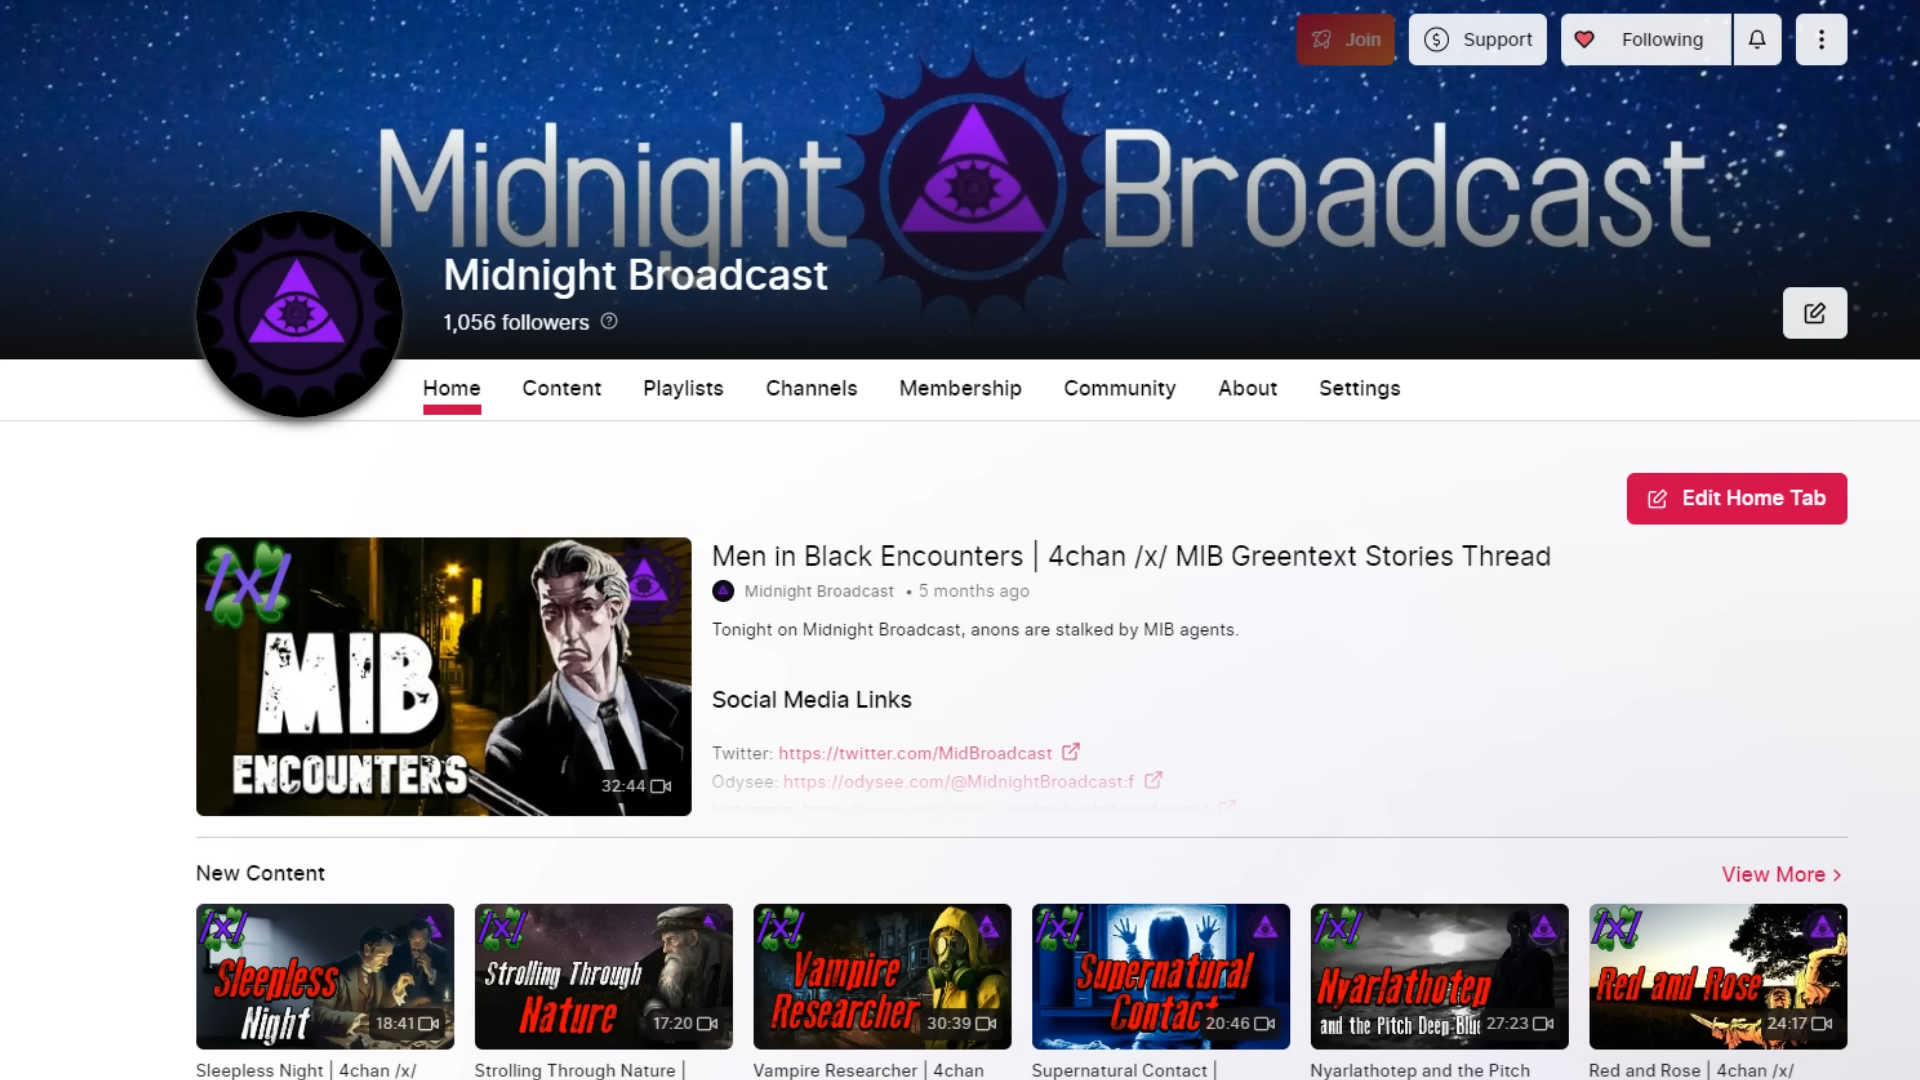 Join
Support
Following
Midnight Broadcast
Midnight Broadcast
1,056 followers
Home
Content
Playlists
Channels
Membership
Community
About
Settings
Edit Home Tab
/x/
MIB
ENCOUNTERS
32:44
Men in Black Encounters | 4chan /x/ MIB Greentext Stories Thread
Midnight Broadcast • 5 months ago
Tonight on Midnight Broadcast, anons are stalked by MIB agents.
Social Media Links
Twitter: https://twitter.com/MidBroadcast
Odysee: https://odysee.com/@MidnightBroadcast:f
New Content
View More
/x/
Sleepless
Night
18:41
/x/
Strolling Through
Nature
17:20
/x/
Vampire
Researcher
30:39
/x/
Supernatural
Contact
20:46
/x/
Nyarlathotep
and the Pitch Deep-Blue
27:23
/x/
Red and Rose
24:17
Sleepless Night | 4chan /x/
Strolling Through Nature |
Vampire Researcher | 4chan
Supernatural Contact |
Nyarlathotep and the Pitch
Red and Rose | 4chan /x/